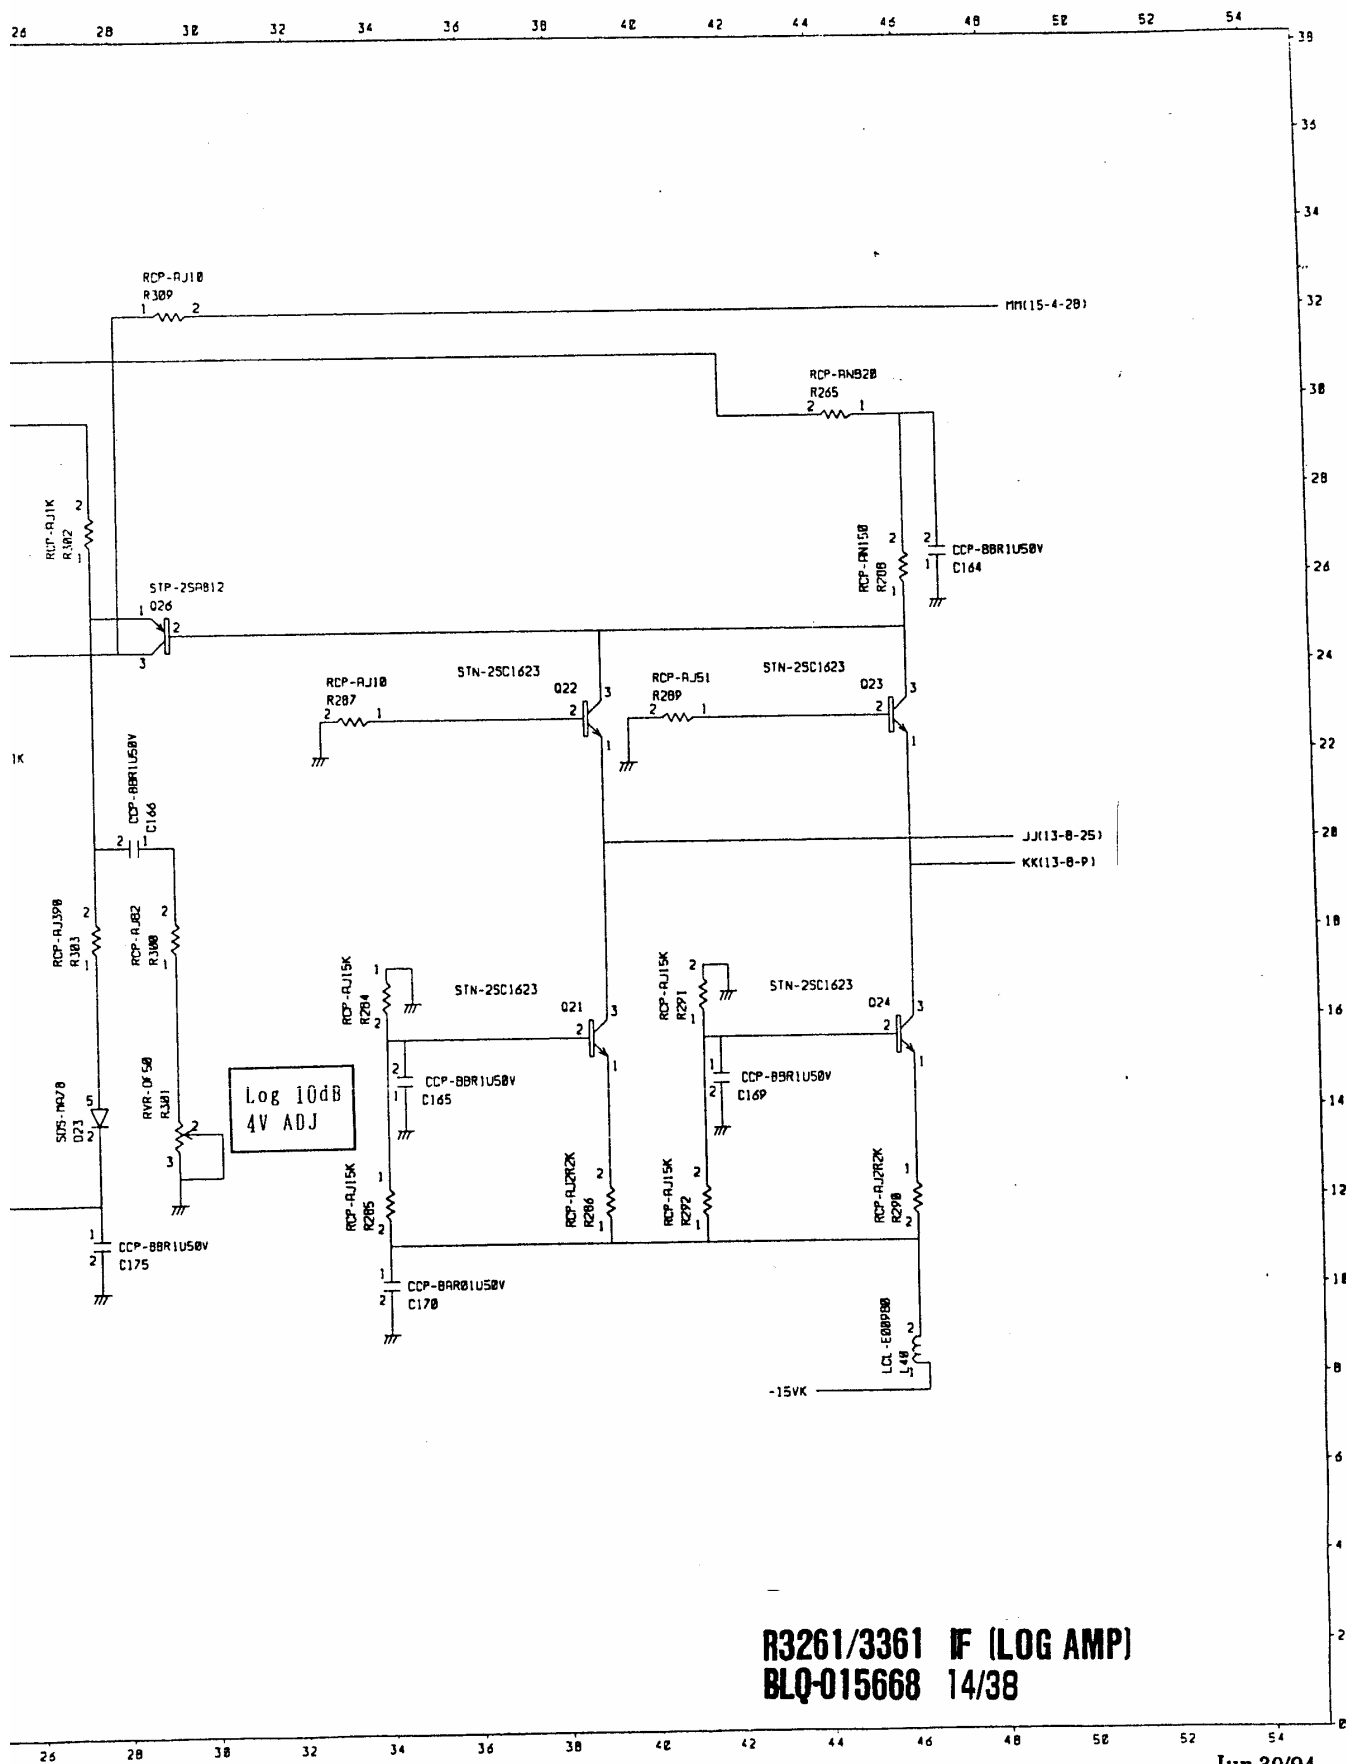 26 28 30 32 34 36 38 40 42 44 46 48 50 52 54
38
36
34
RCP-AJ10
R309
1 2
MM(15-4-28)
32
RCP-AN820
R265
2 1
30
28
RCP-AJ1K
R302
2
1
RCP-AN150
R288
2
1
2
1
CCP-BBR1U50V
C164
26
STP-2SA812
Q26
1
2
3
24
RCP-AJ10
R287
2 1
STN-2SC1623
Q22
3
2
1
RCP-AJ51
R289
2 1
STN-2SC1623
Q23
3
2
1
22
1K
CCP-BBR1U50V
C166
2 1
20
JJ(13-8-25)
KK(13-8-9)
18
RCP-AJ390
R303
2
1
RCP-AJ82
R300
2
1
RCP-AJ15K
R284
1
2
STN-2SC1623
Q21
3
2
1
RCP-AJ15K
R291
2
1
STN-2SC1623
Q24
3
2
1
16
2
1
CCP-BBR1U50V
C165
1
2
CCP-BBR1U50V
C169
14
SDS-MA78
D23
5
2
RVR-DF50
R301
2
3
Log 10dB
4V ADJ
RCP-AJ15K
R285
1
2
RCP-AJ2R2K
R286
2
1
RCP-AJ15K
R292
2
1
RCP-AJ2R2K
R290
1
2
12
1
2
CCP-BBR1U50V
C175
1
2
CCP-BAR01U50V
C170
10
LCL-E00980
L40
2
1
8
-15VK
6
4
2
R3261/3361 IF (LOG AMP)
BLQ-015668 14/38
0
26 28 30 32 34 36 38 40 42 44 46 48 50 52 54